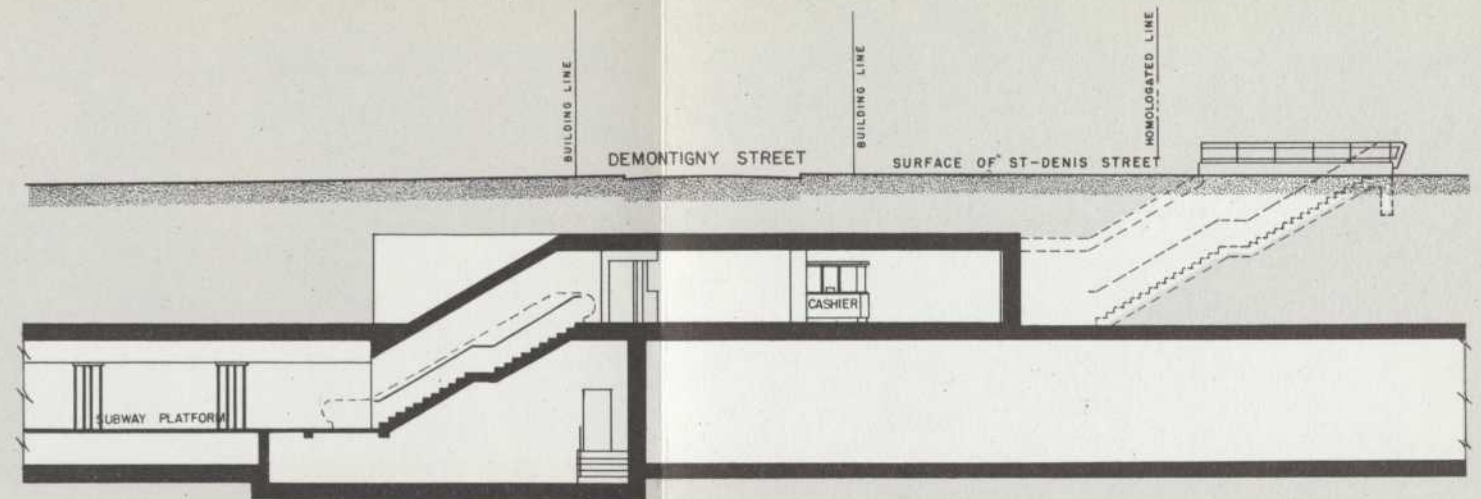 BUILDING LINE
BUILDING LINE
HOMOLOGATED LINE
DEMONTIGNY STREET
SURFACE OF ST-DENIS STREET
CASHIER
SUBWAY PLATFORM